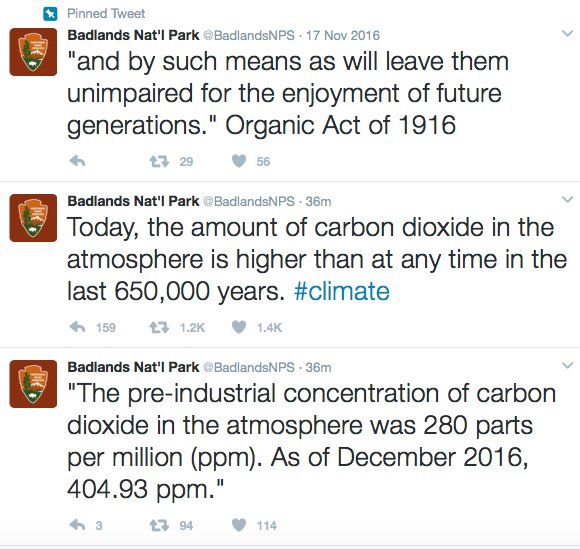 Pinned Tweet
Badlands Nat'l Park @BadlandsNPS · 17 Nov 2016
"and by such means as will leave them
unimpaired for the enjoyment of future
generations." Organic Act of 1916
29 56
Badlands Nat'l Park @BadlandsNPS · 36m
Today, the amount of carbon dioxide in the
atmosphere is higher than at any time in the
last 650,000 years. #climate
159 1.2K 1.4K
Badlands Nat'l Park @BadlandsNPS · 36m
"The pre-industrial concentration of carbon
dioxide in the atmosphere was 280 parts
per million (ppm). As of December 2016,
404.93 ppm."
3 94 114